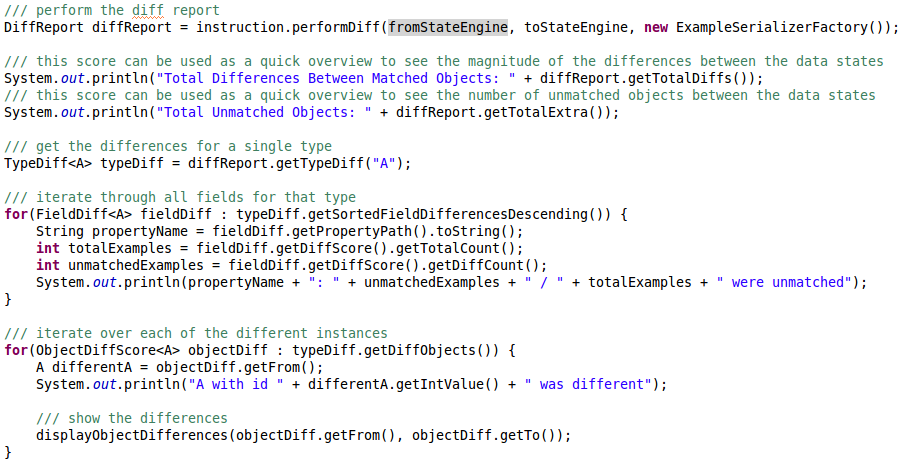 /// perform the diff report
DiffReport diffReport = instruction.performDiff(fromStateEngine, toStateEngine, new ExampleSerializerFactory());
/// this score can be used as a quick overview to see the magnitude of the differences between the data states
System.out.println("Total Differences Between Matched Objects: " + diffReport.getTotalDiffs());
/// this score can be used as a quick overview to see the number of unmatched objects between the data states
System.out.println("Total Unmatched Objects: " + diffReport.getTotalExtra());
/// get the differences for a single type
TypeDiff<A> typeDiff = diffReport.getTypeDiff("A");
/// iterate through all fields for that type
for(FieldDiff<A> fieldDiff : typeDiff.getSortedFieldDifferencesDescending()) {
    String propertyName = fieldDiff.getPropertyPath().toString();
    int totalExamples = fieldDiff.getDiffScore().getTotalCount();
    int unmatchedExamples = fieldDiff.getDiffScore().getDiffCount();
    System.out.println(propertyName + ": " + unmatchedExamples + " / " + totalExamples + " were unmatched");
}
/// iterate over each of the different instances
for(ObjectDiffScore<A> objectDiff : typeDiff.getDiffObjects()) {
    A differentA = objectDiff.getFrom();
    System.out.println("A with id " + differentA.getIntValue() + " was different");
    /// show the differences
    displayObjectDifferences(objectDiff.getFrom(), objectDiff.getTo());
}